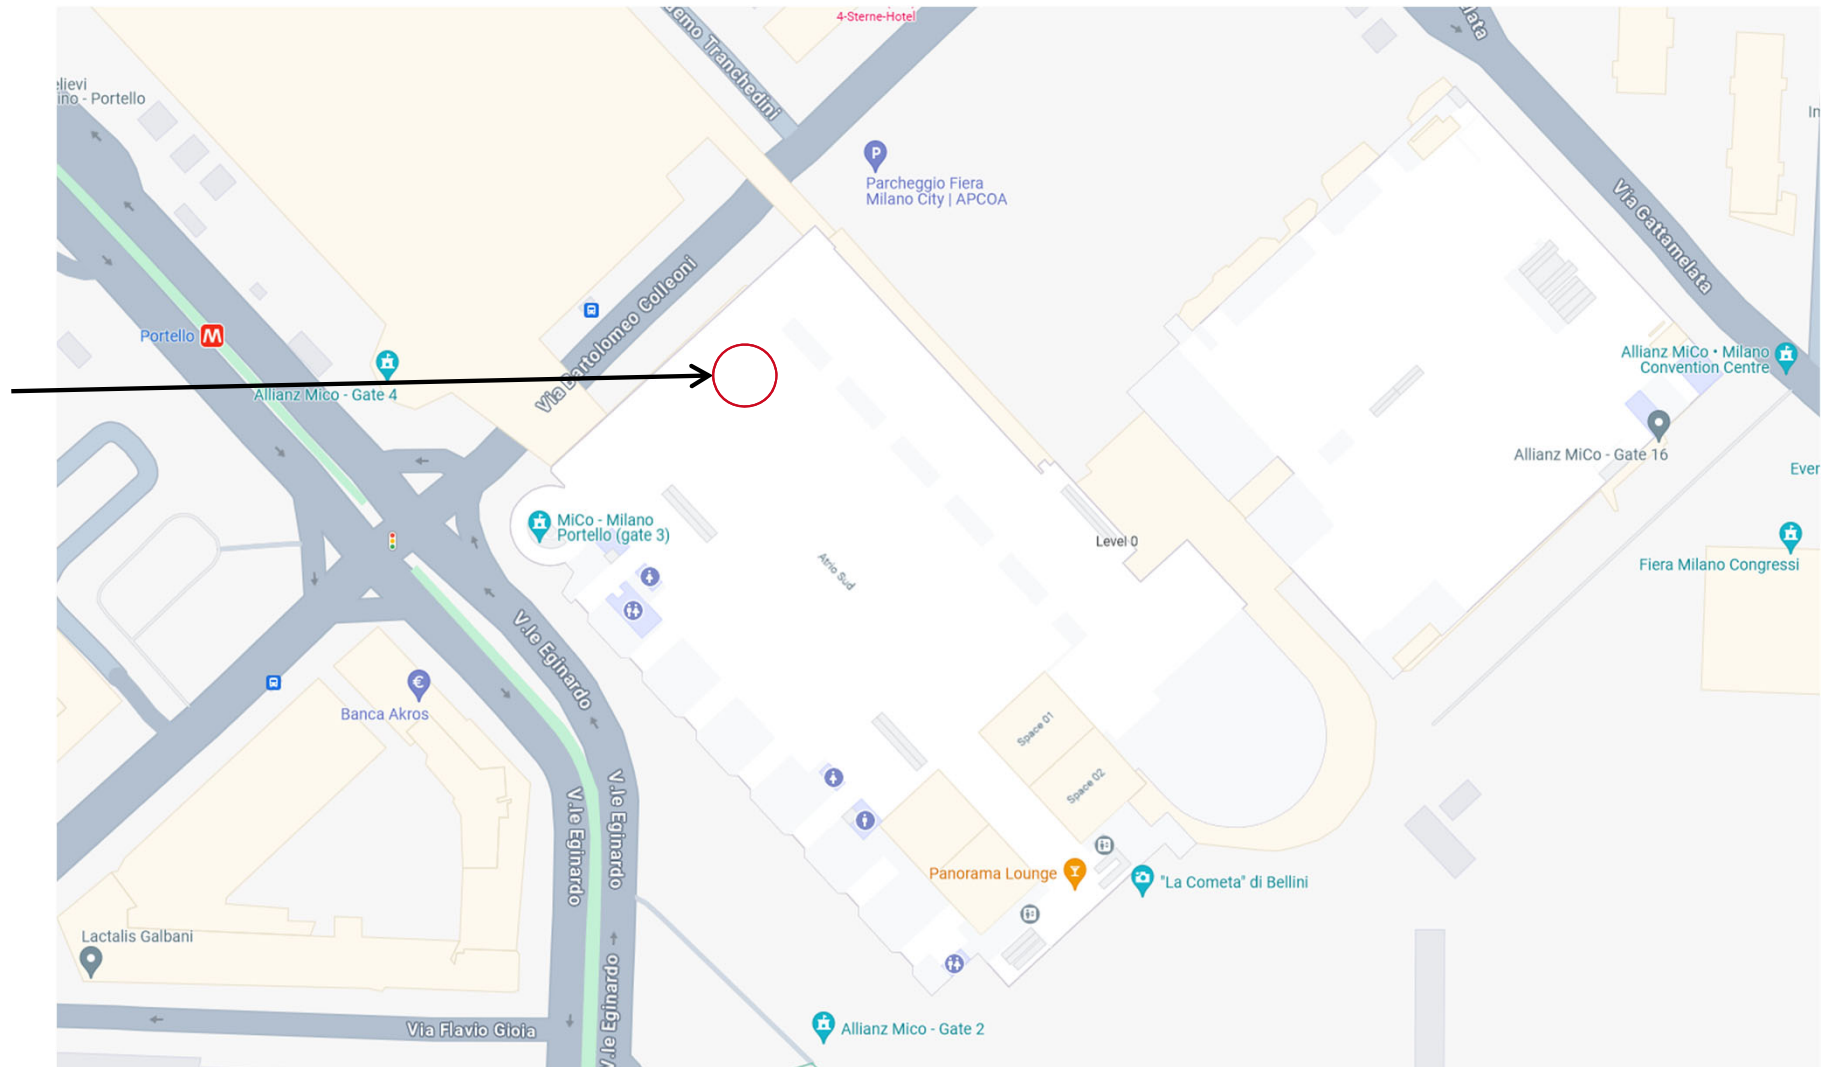 4-Sterne-Hotel
emo Tranchedini
lata
elievi
ino - Portello
In
P
Parcheggio Fiera
Milano City | APCOA
Via Gattamelata
Via Bartolomeo Colleoni
Portello
M
Allianz Mico - Gate 4
Allianz MiCo • Milano
Convention Centre
Allianz MiCo - Gate 16
Ever
MiCo - Milano
Portello (gate 3)
Level 0
Atrio Sud
Fiera Milano Congressi
V.le Eginardo
€
Banca Akros
Space 01
Space 02
V.le Eginardo
V.le Eginardo
Panorama Lounge
"La Cometa" di Bellini
Lactalis Galbani
V.le Eginardo
Via Flavio Gioia
Allianz Mico - Gate 2